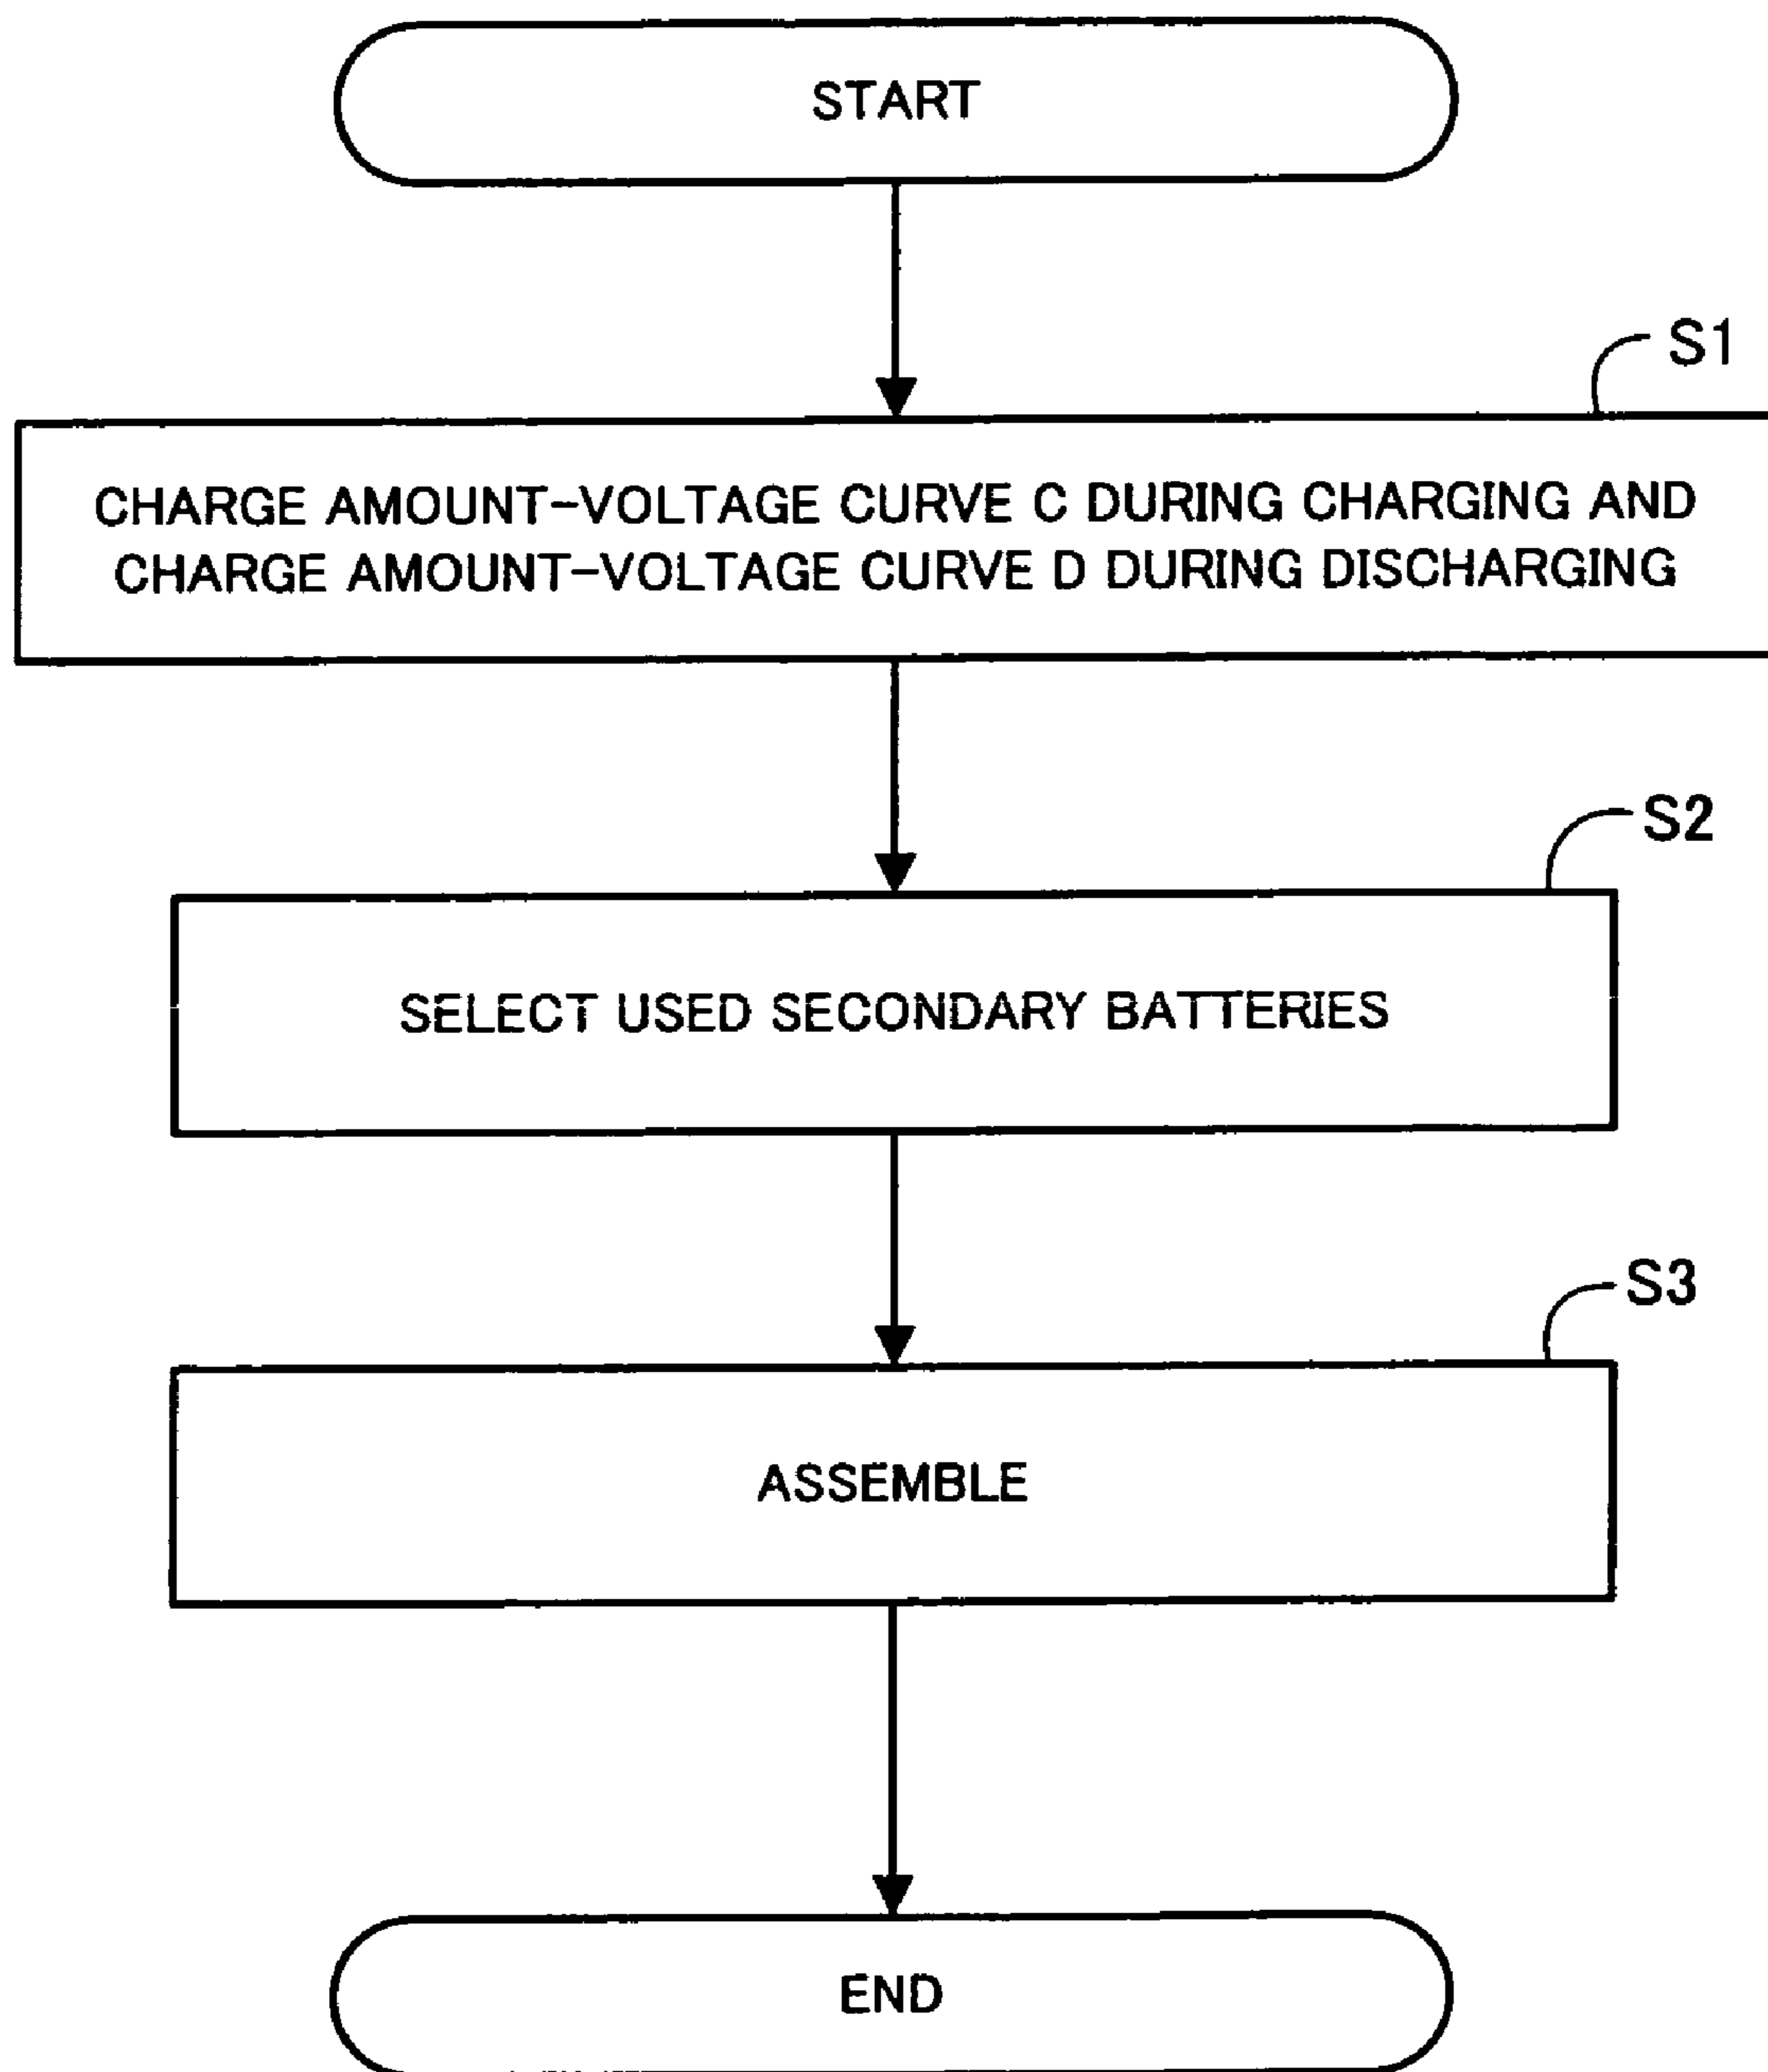 START
S1
CHARGE AMOUNT-VOLTAGE CURVE C DURING CHARGING AND
CHARGE AMOUNT-VOLTAGE CURVE D DURING DISCHARGING
S2
SELECT USED SECONDARY BATTERIES
S3
ASSEMBLE
END